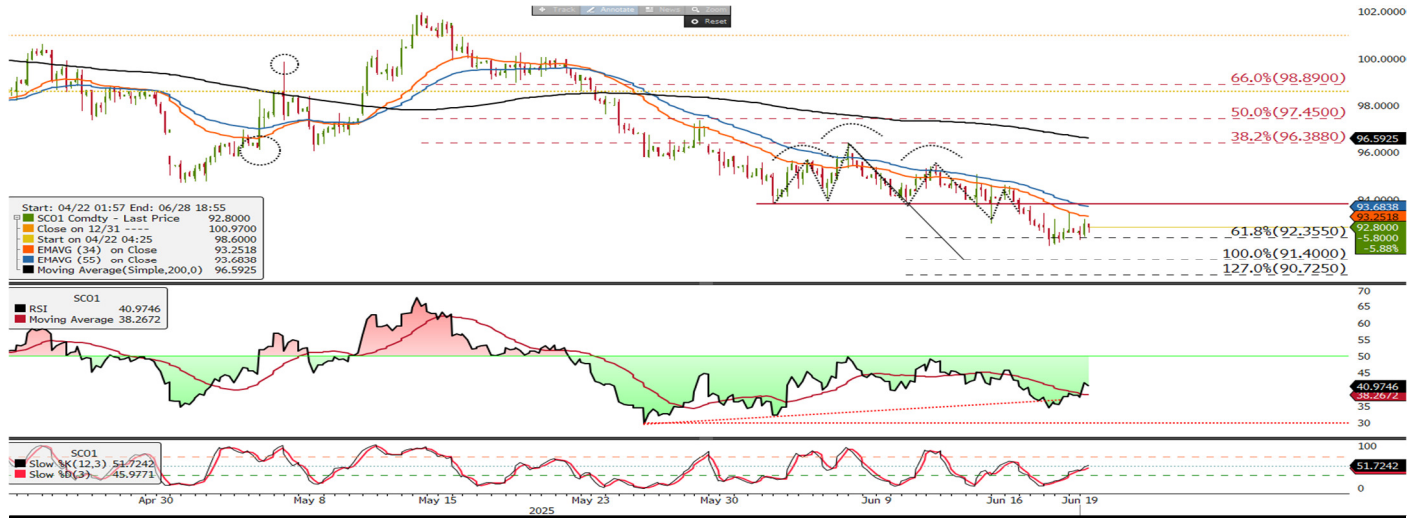 Track Annotate News Zoom
Reset
102.0000
100.0000
98.0000
96.5925
96.0000
94.0000
93.6838
93.2518
92.8000
-5.8000
-5.88%
66.0%(98.8900)
50.0%(97.4500)
38.2%(96.3880)
61.8%(92.3550)
100.0%(91.4000)
127.0%(90.7250)
Start: 04/22 01:57 End: 06/28 18:55
SCO1 Comdty - Last Price 92.8000
Close on 12/31 ---- 100.9700
Start on 04/22 04:25 98.6000
EMAVG (34) on Close 93.2518
EMAVG (55) on Close 93.6838
Moving Average(Simple,200,0) 96.5925
SCO1
RSI 40.9746
Moving Average 38.2672
70
65
60
55
50
45
40.9746
38.2672
35
30
SCO1
Slow %K(12,3) 51.7242
Slow %D(3) 45.9771
100
51.7242
0
Apr 30 May 8 May 15 May 23 May 30 Jun 9 Jun 16 Jun 19
2025